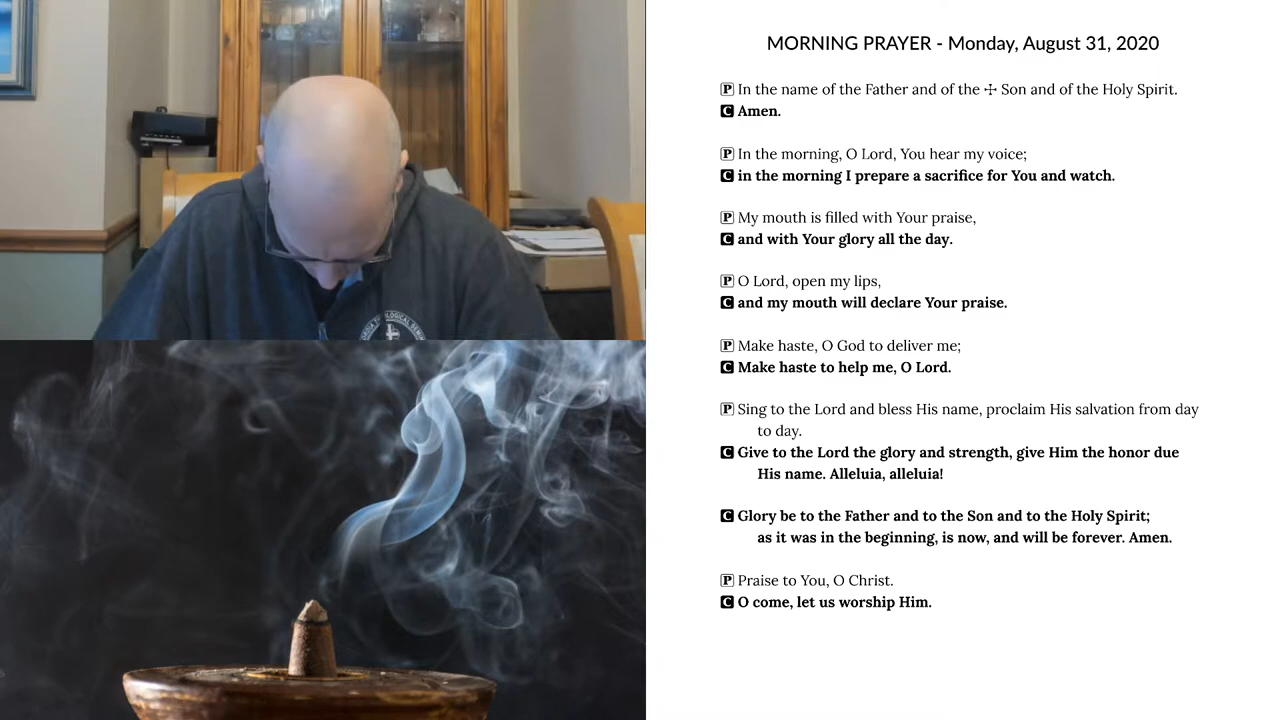 MORNING PRAYER - Monday, August 31, 2020
P In the name of the Father and of the ☩ Son and of the Holy Spirit.
C Amen.
P In the morning, O Lord, You hear my voice;
C in the morning I prepare a sacrifice for You and watch.
P My mouth is filled with Your praise,
C and with Your glory all the day.
P O Lord, open my lips,
C and my mouth will declare Your praise.
P Make haste, O God to deliver me;
C Make haste to help me, O Lord.
P Sing to the Lord and bless His name, proclaim His salvation from day
to day.
C Give to the Lord the glory and strength, give Him the honor due
His name. Alleluia, alleluia!
C Glory be to the Father and to the Son and to the Holy Spirit;
as it was in the beginning, is now, and will be forever. Amen.
P Praise to You, O Christ.
C O come, let us worship Him.